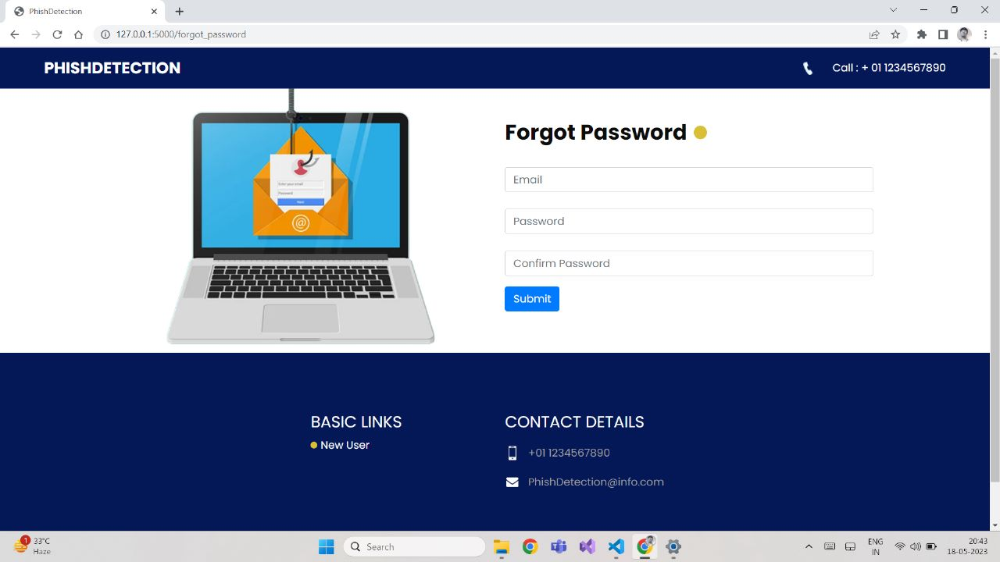 PhishDetection
127.0.0.1:5000/forgot_password
PHISHDETECTION
Call : + 01 1234567890
Forgot Password
Enter your email
Password
Next
@
Email
Password
Confirm Password
Submit
BASIC LINKS
New User
CONTACT DETAILS
+01 1234567890
PhishDetection@info.com
1
33°C
Haze
Search
ENG
IN
20:43
18-05-2023